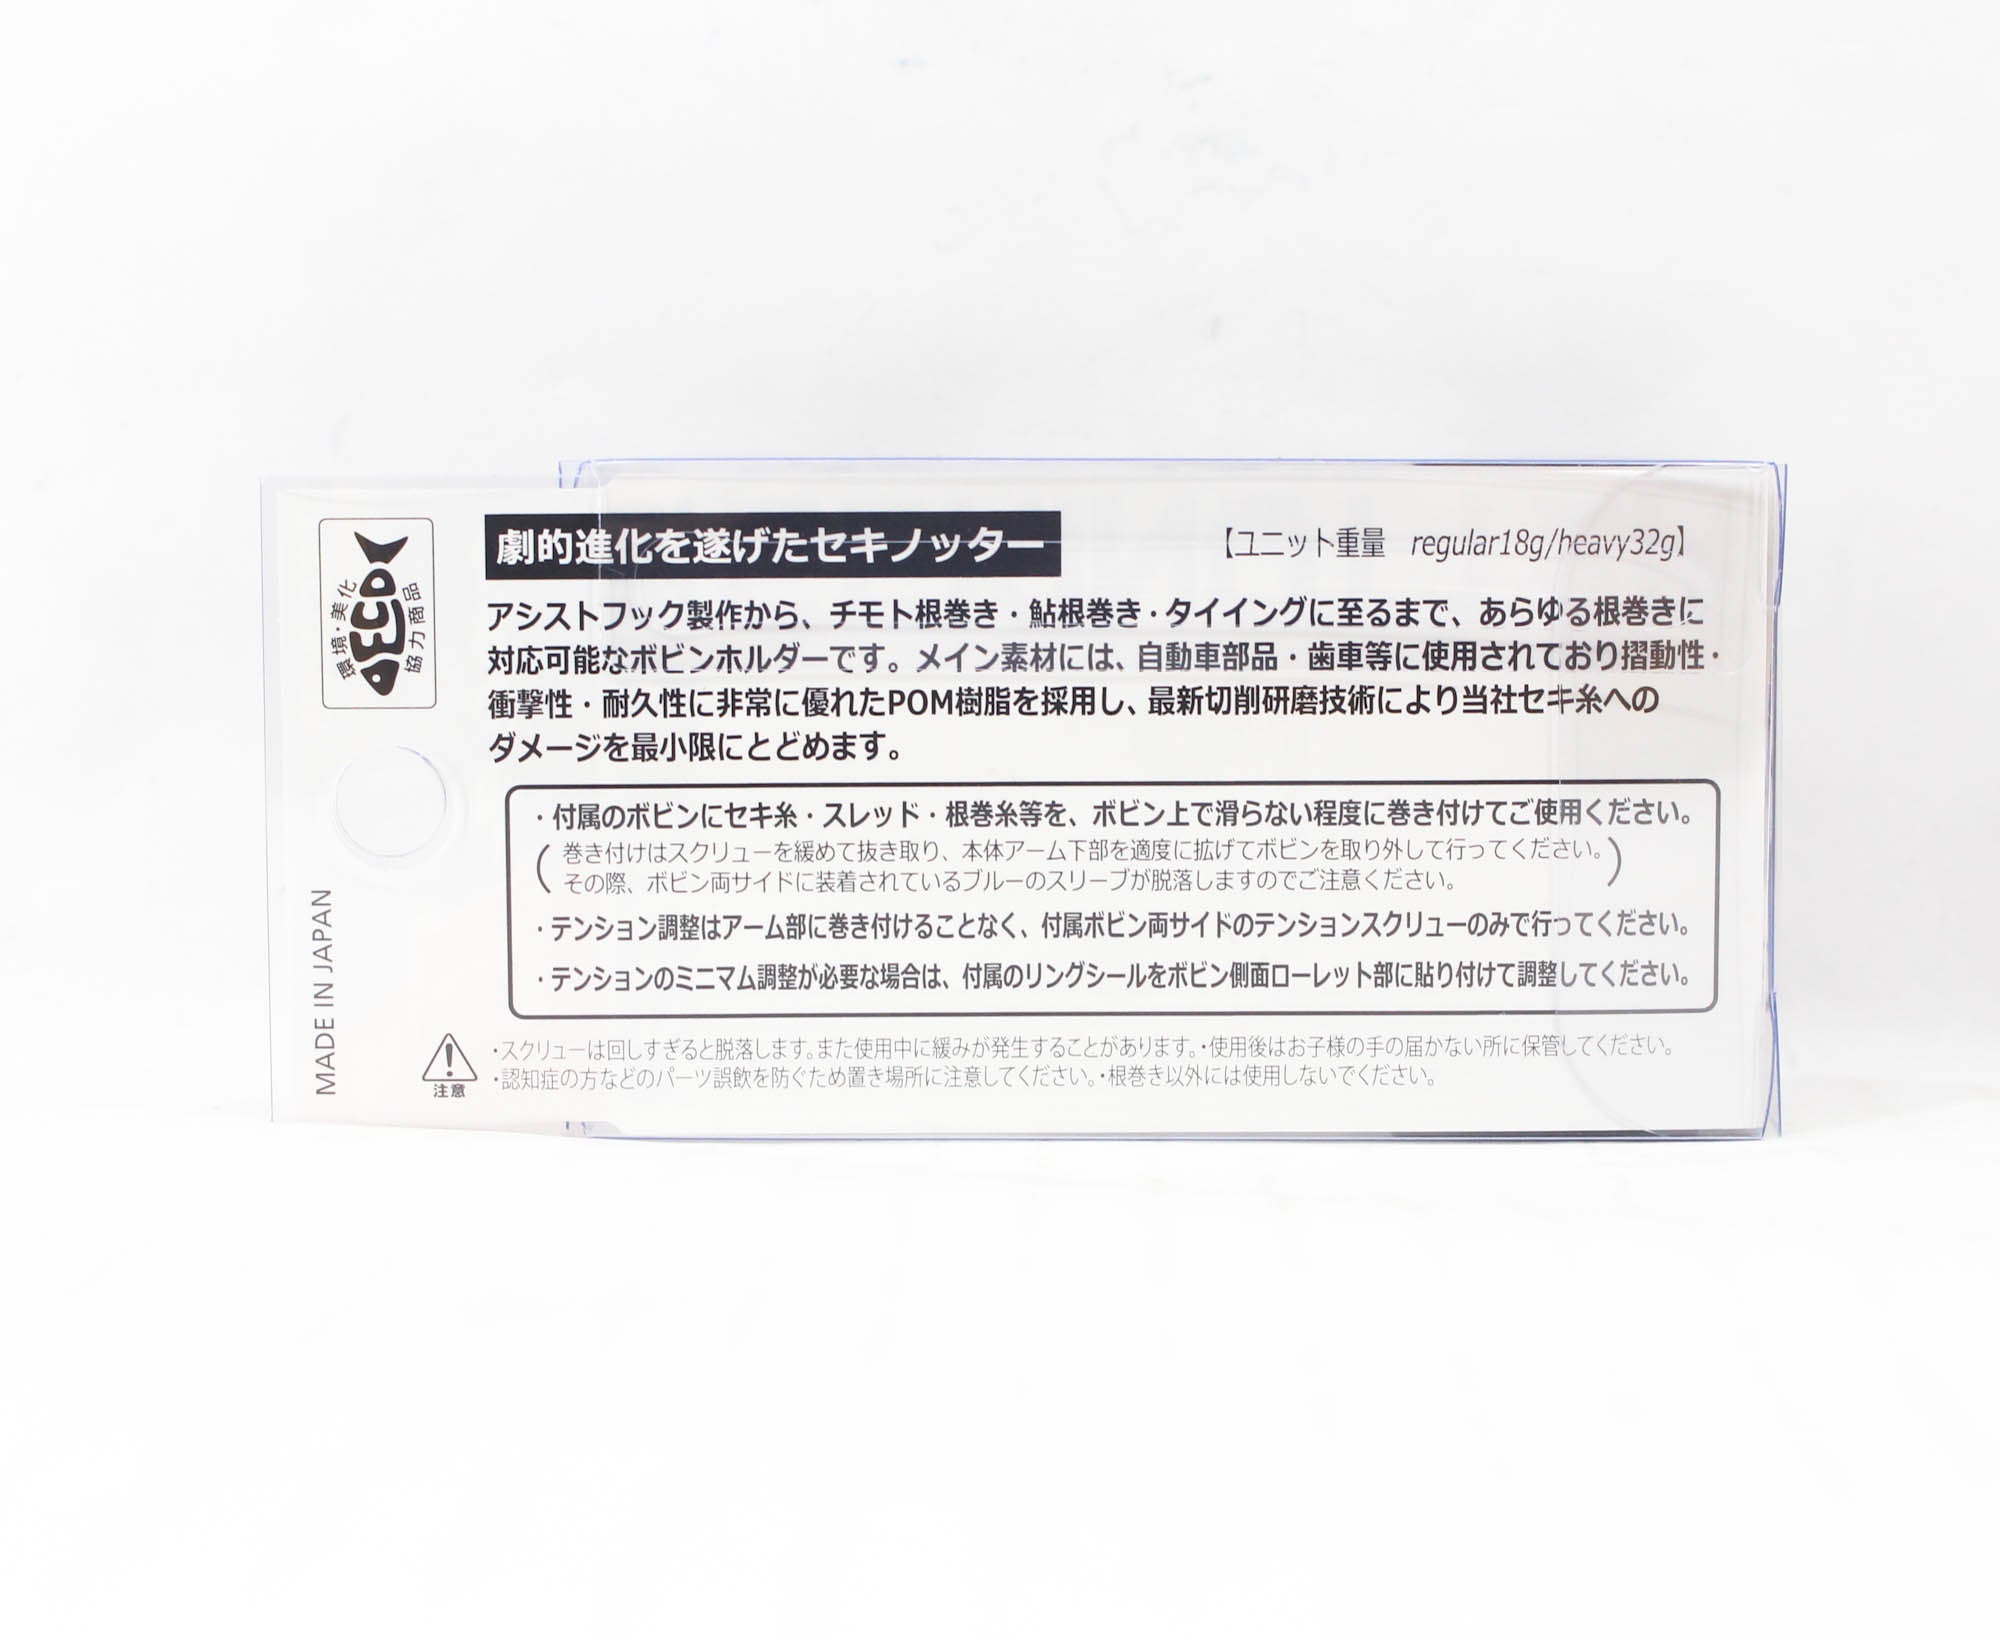 環境・美化
ECO
協力商品
MADE IN JAPAN
劇的進化を遂げたセキノッター
【ユニット重量 regular18g/heavy32g】
アシストフック製作から、チモト根巻き・鮎根巻き・タイイングに至るまで、あらゆる根巻きに
対応可能なボビンホルダーです。メイン素材には、自動車部品・歯車等に使用されており摺動性・
衝撃性・耐久性に非常に優れたPOM樹脂を採用し、最新切削研磨技術により当社セキ糸への
ダメージを最小限にとどめます。
・付属のボビンにセキ糸・スレッド・根巻糸等を、ボビン上で滑らない程度に巻き付けてご使用ください。
(巻き付けはスクリューを緩めて抜き取り、本体アーム下部を適度に拡げてボビンを取り外して行ってください。
その際、ボビン両サイドに装着されているブルーのスリーブが脱落しますのでご注意ください。)
・テンション調整はアーム部に巻き付けることなく、付属ボビン両サイドのテンションスクリューのみで行ってください。
・テンションのミニマム調整が必要な場合は、付属のリングシールをボビン側面ローレット部に貼り付けて調整してください。
注意
・スクリューは回しすぎると脱落します。また使用中に緩みが発生することがあります。・使用後はお子様の手の届かない所に保管してください。
・認知症の方などのパーツ誤飲を防ぐため置き場所に注意してください。・根巻き以外には使用しないでください。